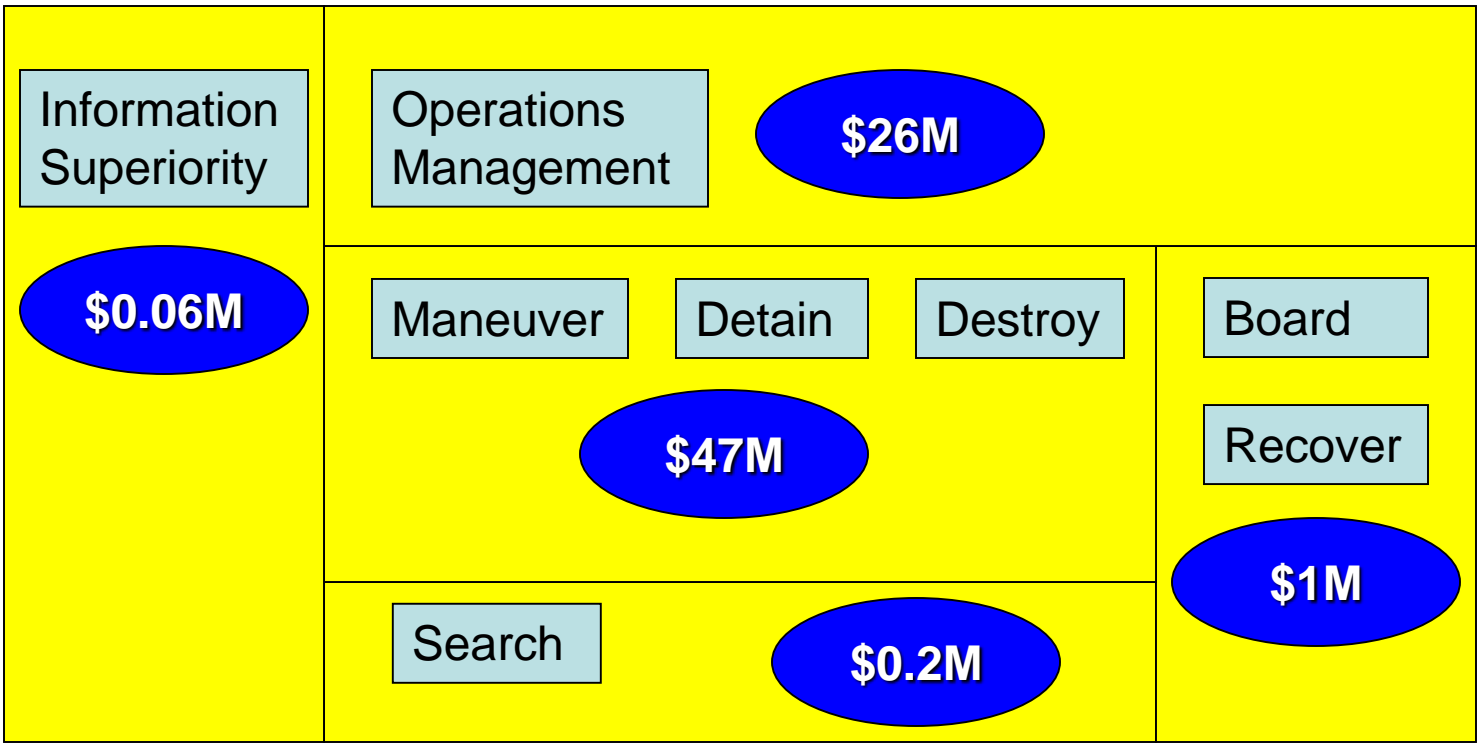 Information
Superiority
$0.06M
Operations
Management
$26M
Maneuver
Detain
Destroy
$47M
Board
Recover
$1M
Search
$0.2M